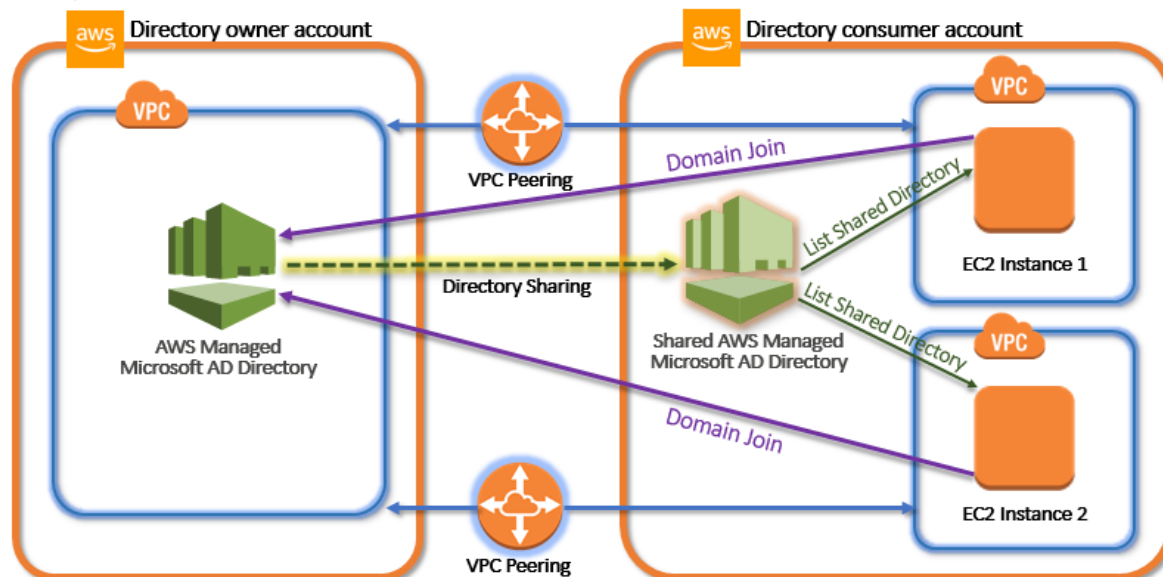 aws
Directory owner account
aws
Directory consumer account
VPC
VPC
VPC Peering
Domain Join
List Shared Directory
EC2 Instance 1
Directory Sharing
AWS Managed
Microsoft AD Directory
Shared AWS Managed
Microsoft AD Directory
List Shared Directory
VPC
Domain Join
EC2 Instance 2
VPC Peering